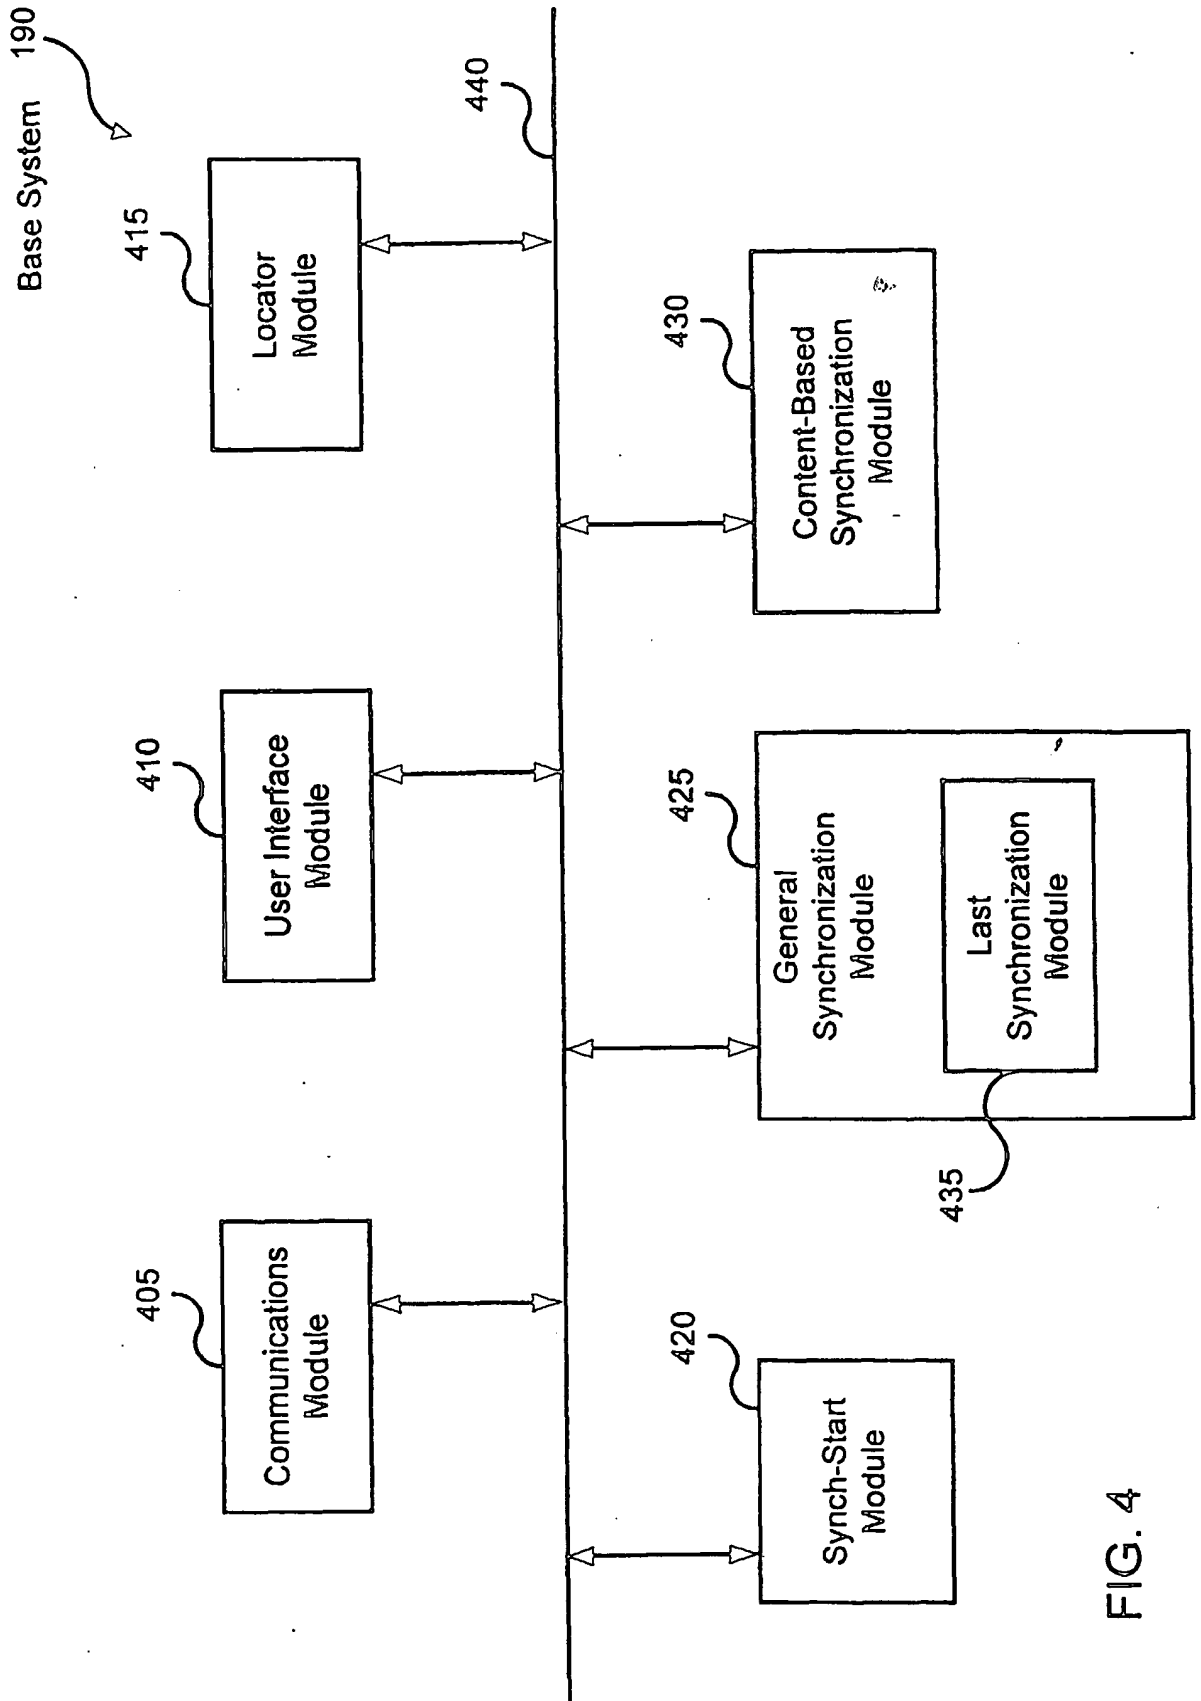 Base System 190
405
Communications
Module
410
User Interface
Module
415
Locator
Module
440
420
Synch-Start
Module
425
General
Synchronization
Module
Last
Synchronization
Module
435
430
Content-Based
Synchronization
Module
FIG. 4